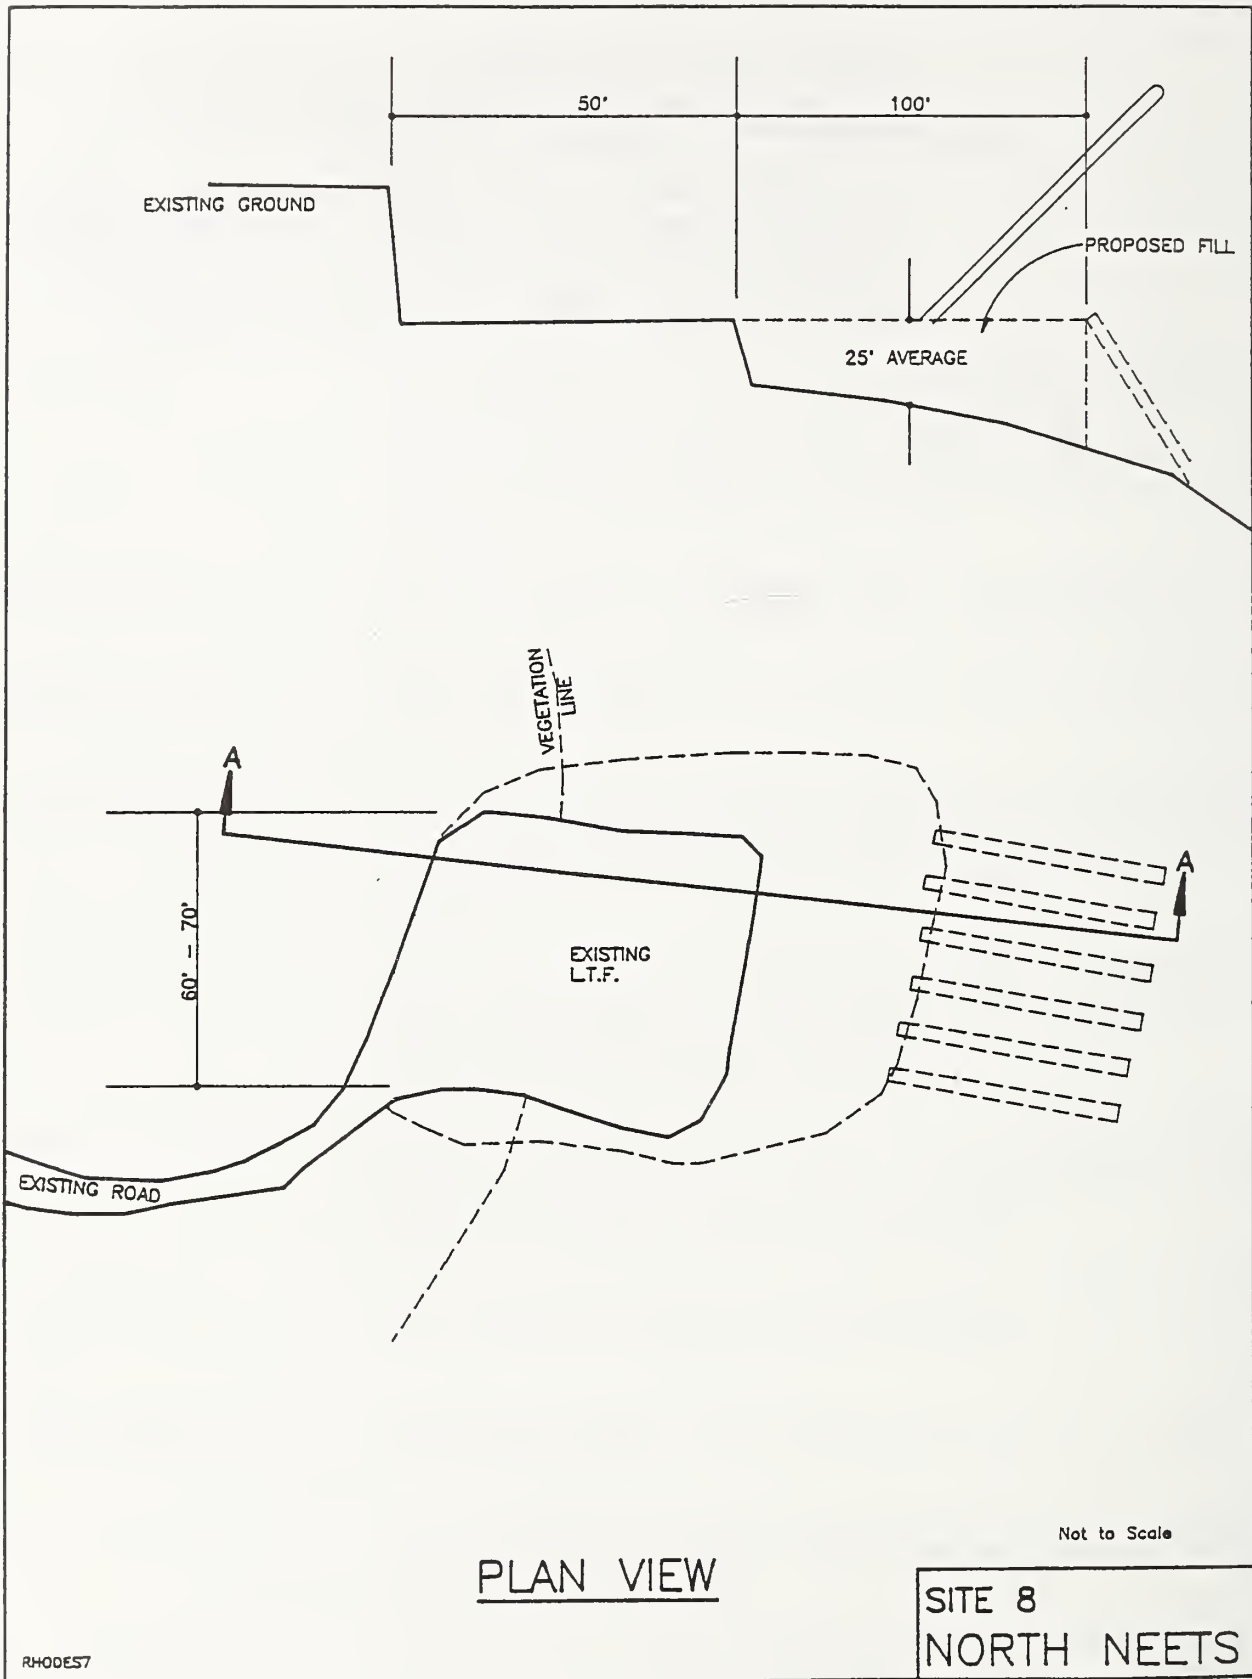 50'
100'
EXISTING GROUND
PROPOSED FILL
25' AVERAGE
VEGETATION
LINE
A
A
60' – 70'
EXISTING
L.T.F.
EXISTING ROAD
Not to Scale
PLAN VIEW
SITE 8
NORTH NEETS
RHODES7